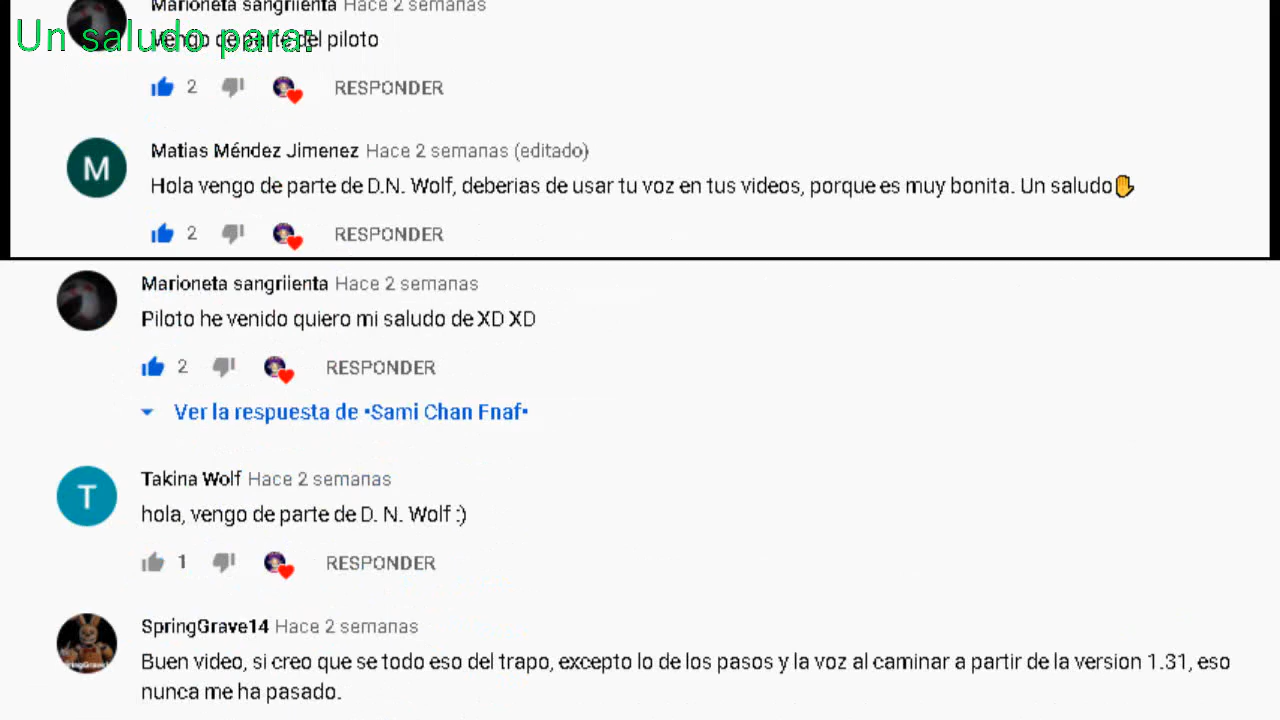 Marioneta sangriienta Hace 2 semanas
Un saludo para:
Vengo de parte del piloto
2 RESPONDER
M Matias Méndez Jimenez Hace 2 semanas (editado)
Hola vengo de parte de D.N. Wolf, deberias de usar tu voz en tus videos, porque es muy bonita. Un saludo✋
2 RESPONDER
Marioneta sangriienta Hace 2 semanas
Piloto he venido quiero mi saludo de XD XD
2 RESPONDER
Ver la respuesta de •Sami Chan Fnaf•
T Takina Wolf Hace 2 semanas
hola, vengo de parte de D. N. Wolf :)
1 RESPONDER
SpringGrave14 Hace 2 semanas
Buen video, si creo que se todo eso del trapo, excepto lo de los pasos y la voz al caminar a partir de la version 1.31, eso
nunca me ha pasado.